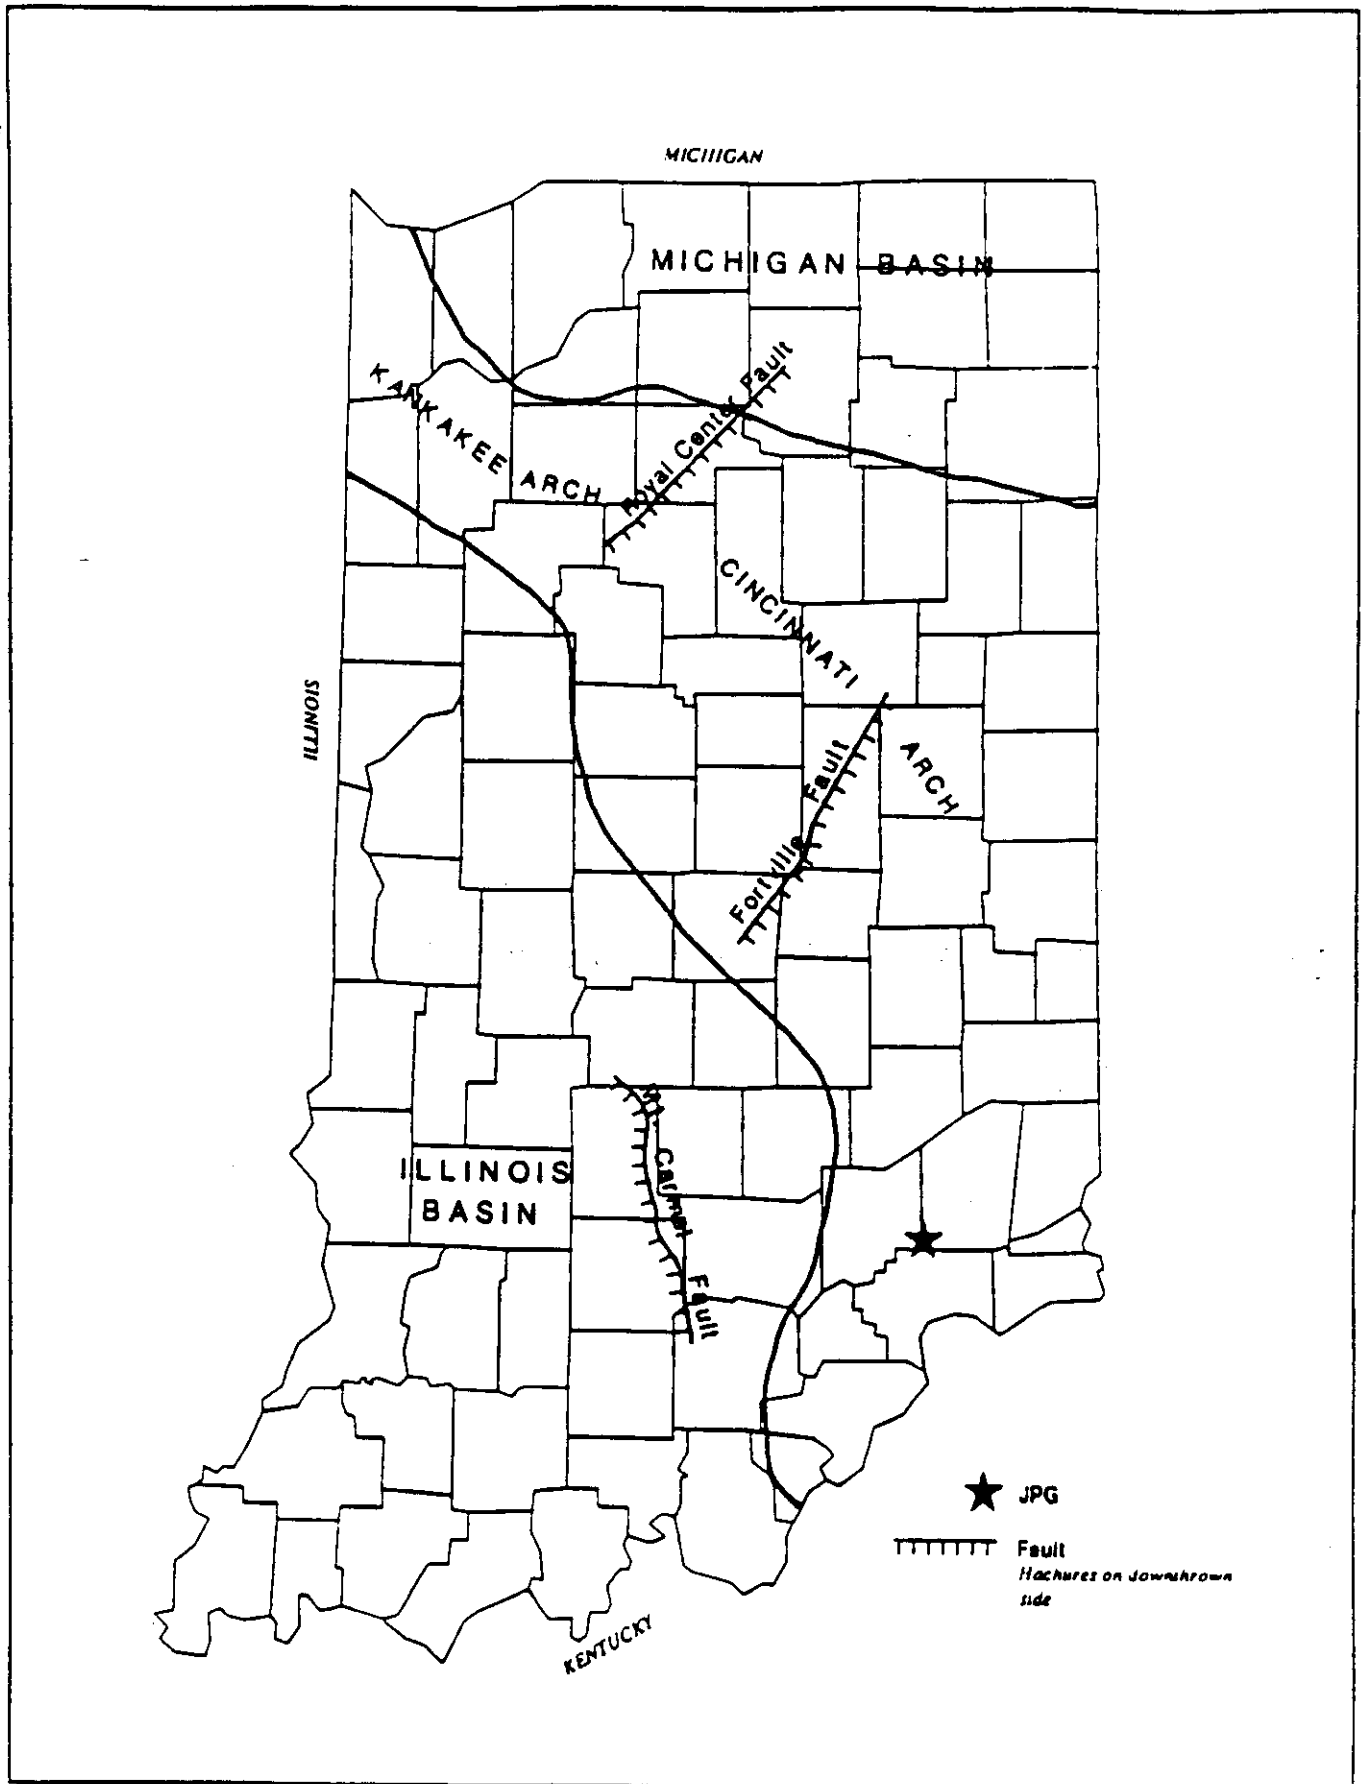 MICHIGAN
MICHIGAN BASIN
Royal Center Fault
KANKAKEE ARCH
CINCINNATI
ARCH
ILLINOIS
Fortville Fault
Mt. Carmel Fault
ILLINOIS
BASIN
JPG
Fault
Hachures on downthrown
side
KENTUCKY